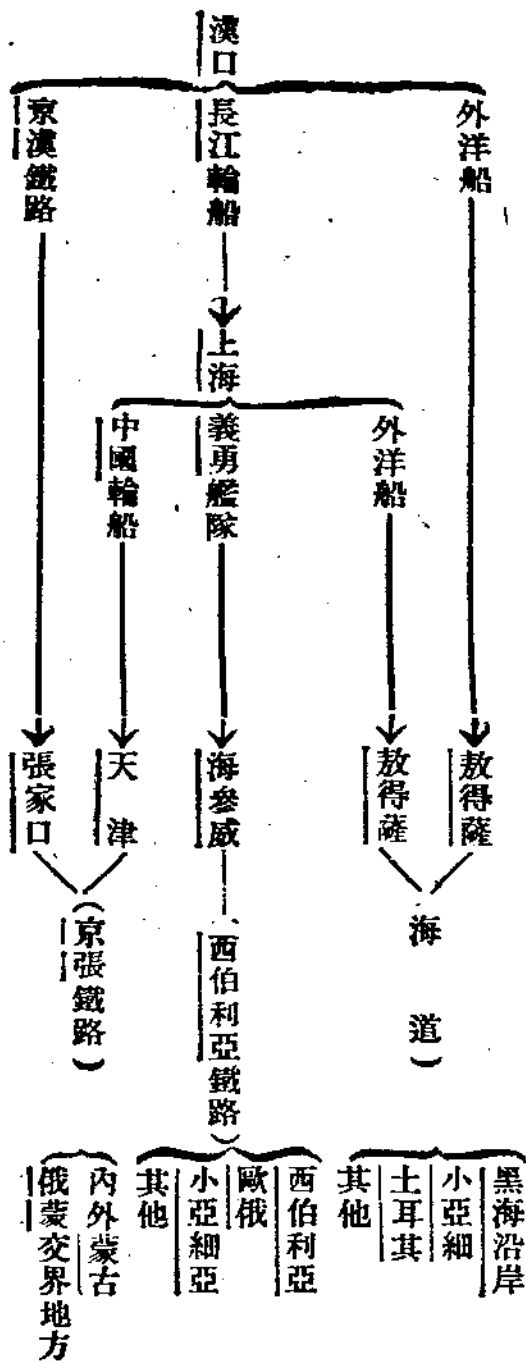 漢口
外洋船
長江輪船
京漢鐵路
上海
外洋船
義勇艦隊
中國輪船
敖得薩
敖得薩
海參威
天津
張家口
海道)
(西伯利亞鐵路)
(京張鐵路)
黑海沿岸
小亞細
土耳其
其他
西伯利亞
歐俄
小亞細亞
其他
內外蒙古
俄蒙交界地方